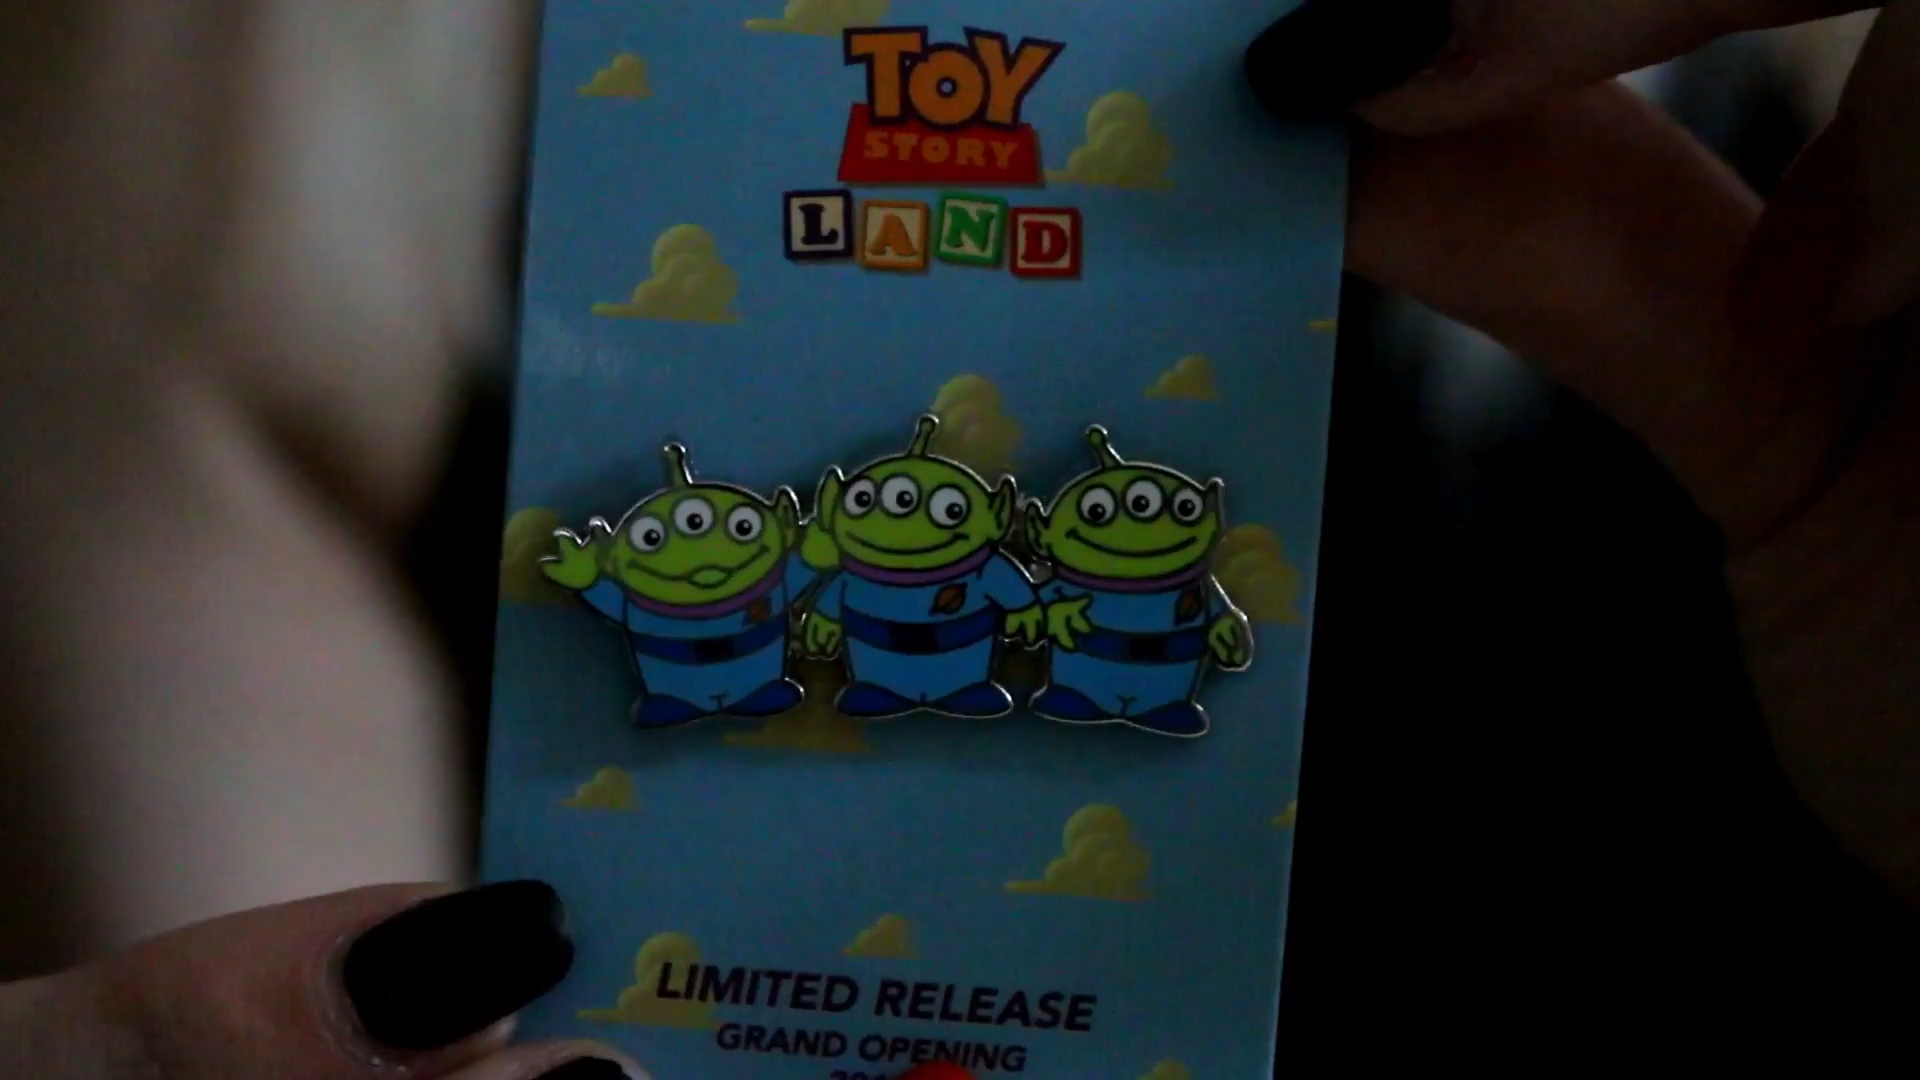 TOY
STORY
LAND
LIMITED RELEASE
GRAND OPENING